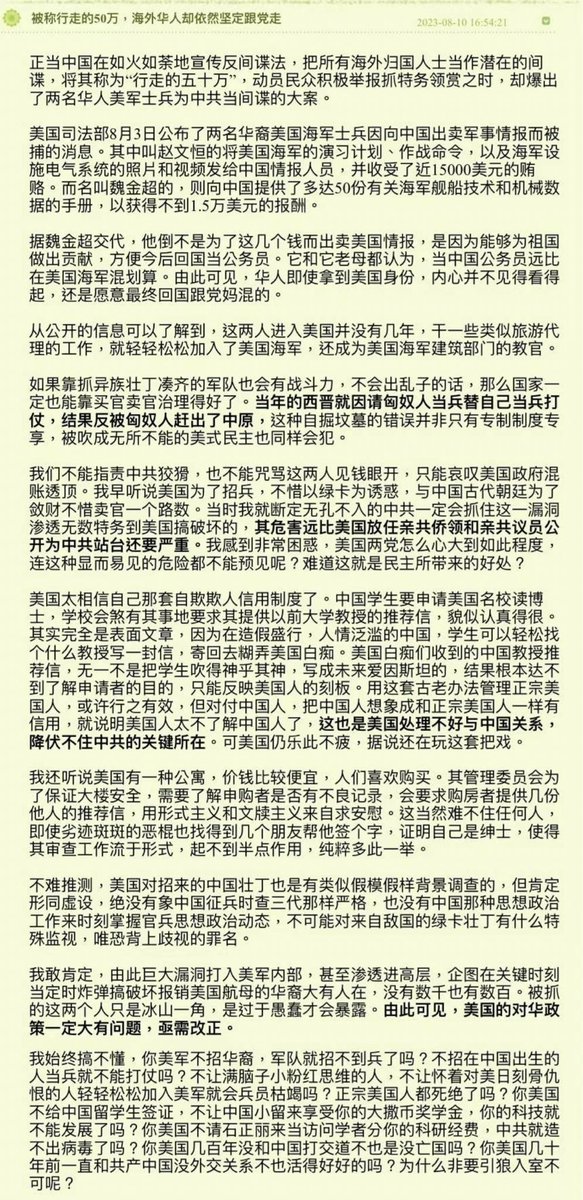 被称行走的50万，海外华人却依然坚定跟党走
2023-08-10 16:54:21
正当中国在如火如荼地宣传反间谍法，把所有海外归国人士当作潜在的间
谍，将其称为“行走的五十万”，动员民众积极举报抓特务领赏之时，却爆出
了两名华人美军士兵为中共当间谍的大案。
美国司法部8月3日公布了两名华裔美国海军士兵因向中国出卖军事情报而被
捕的消息。其中叫赵文恒的将美国海军的演习计划、作战命令，以及海军设
施电气系统的照片和视频发给中国情报人员，并收受了近15000美元的贿
赂。而名叫魏金超的，则向中国提供了多达50份有关海军舰船技术和机械数
据的手册，以获得不到1.5万美元的报酬。
据魏金超交代，他倒不是为了这几个钱而出卖美国情报，是因为能够为祖国
做出贡献，方便今后回国当公务员。它和它老母都认为，当中国公务员远比
在美国海军混划算。由此可见，华人即使拿到美国身份，内心并不见得看得
起，还是愿意最终回国跟党妈混的。
从公开的信息可以了解到，这两人进入美国并没有几年，干一些类似旅游代
理的工作，就轻轻松松加入了美国海军，还成为美国海军建筑部门的教官。
如果靠抓异族壮丁凑齐的军队也会有战斗力，不会出乱子的话，那么国家一
定也能靠买官卖官治理得好了。当年的西晋就因请匈奴人当兵替自己当兵打
仗，结果反被匈奴人赶出了中原，这种自掘坟墓的错误并非只有专制制度专
享，被吹成无所不能的美式民主也同样会犯。
我们不能指责中共狡猾，也不能咒骂这两人见钱眼开，只能哀叹美国政府混
账透顶。我早听说美国为了招兵，不惜以绿卡为诱惑，与中国古代朝廷为了
敛财不惜卖官一个路数。当时我就断定无孔不入的中共一定会抓住这一漏洞
渗透无数特务到美国搞破坏的，其危害远比美国放任亲共侨领和亲共议员公
开为中共站台还要严重。我感到非常困惑，美国两党怎么心大到如此程度，
连这种显而易见的危险都不能预见呢？难道这就是民主所带来的好处？
美国太相信自己那套自欺欺人信用制度了。中国学生要申请美国名校读博
士，学校会煞有其事地要求其提供以前大学教授的推荐信，貌似认真得很。
其实完全是表面文章，因为在造假盛行，人情泛滥的中国，学生可以轻松找
个什么教授写一封信，寄回去糊弄美国白痴。美国白痴们收到的中国教授推
荐信，无一不是把学生吹得神乎其神，写成未来爱因斯坦的，结果根本达不
到了解申请者的目的，只能反映美国人的刻板。用这套古老办法管理正宗美
国人，或许行之有效，但对付中国人，把中国人想象成和正宗美国人一样有
信用，就说明美国人太不了解中国人了，这也是美国处理不好与中国关系，
降伏不住中共的关键所在。可美国仍乐此不疲，据说还在玩这套把戏。
我还听说美国有一种公寓，价钱比较便宜，人们喜欢购买。其管理委员会为
了保证大楼安全，需要了解申购者是否有不良记录，会要求购房者提供几份
他人的推荐信，用形式主义和文牍主义来自求安慰。这当然难不住任何人，
即使劣迹斑斑的恶棍也找得到几个朋友帮他签个字，证明自己是绅士，使得
其审查工作流于形式，起不到半点作用，纯粹多此一举。
不难推测，美国对招来的中国壮丁也是有类似假模假样背景调查的，但肯定
形同虚设，绝没有象中国征兵时查三代那样严格，也没有中国那种思想政治
工作来时刻掌握官兵思想政治动态，不可能对来自敌国的绿卡壮丁有什么特
殊监视，唯恐背上歧视的罪名。
我敢肯定，由此巨大漏洞打入美军内部，甚至渗透进高层，企图在关键时刻
当定时炸弹搞破坏报销美国航母的华裔大有人在，没有数千也有数百。被抓
的这两个人只是冰山一角，是过于愚蠢才会暴露。由此可见，美国的对华政
策一定大有问题，亟需改正。
我始终搞不懂，你美军不招华裔，军队就招不到兵了吗？不招在中国出生的
人当兵就不能打仗了吗？不让满脑子小粉红思维的人，不让怀着对美日刻骨仇
恨的人轻轻松松加入美军就会兵员枯竭吗？正宗美国人都死绝了吗？你美国
不给中国留学生签证，不让中国小留来享受你的大撒币奖学金，你的科技就
不能发展了吗？你美国不请石正丽来当访问学者分你的科研经费，中共就造
不出病毒了吗？你美国几百年没和中国打交道不也是没亡国吗？你美国几十
年前一直和共产中国没外交关系不也活得好好的吗？为什么非要引狼入室不
可呢？